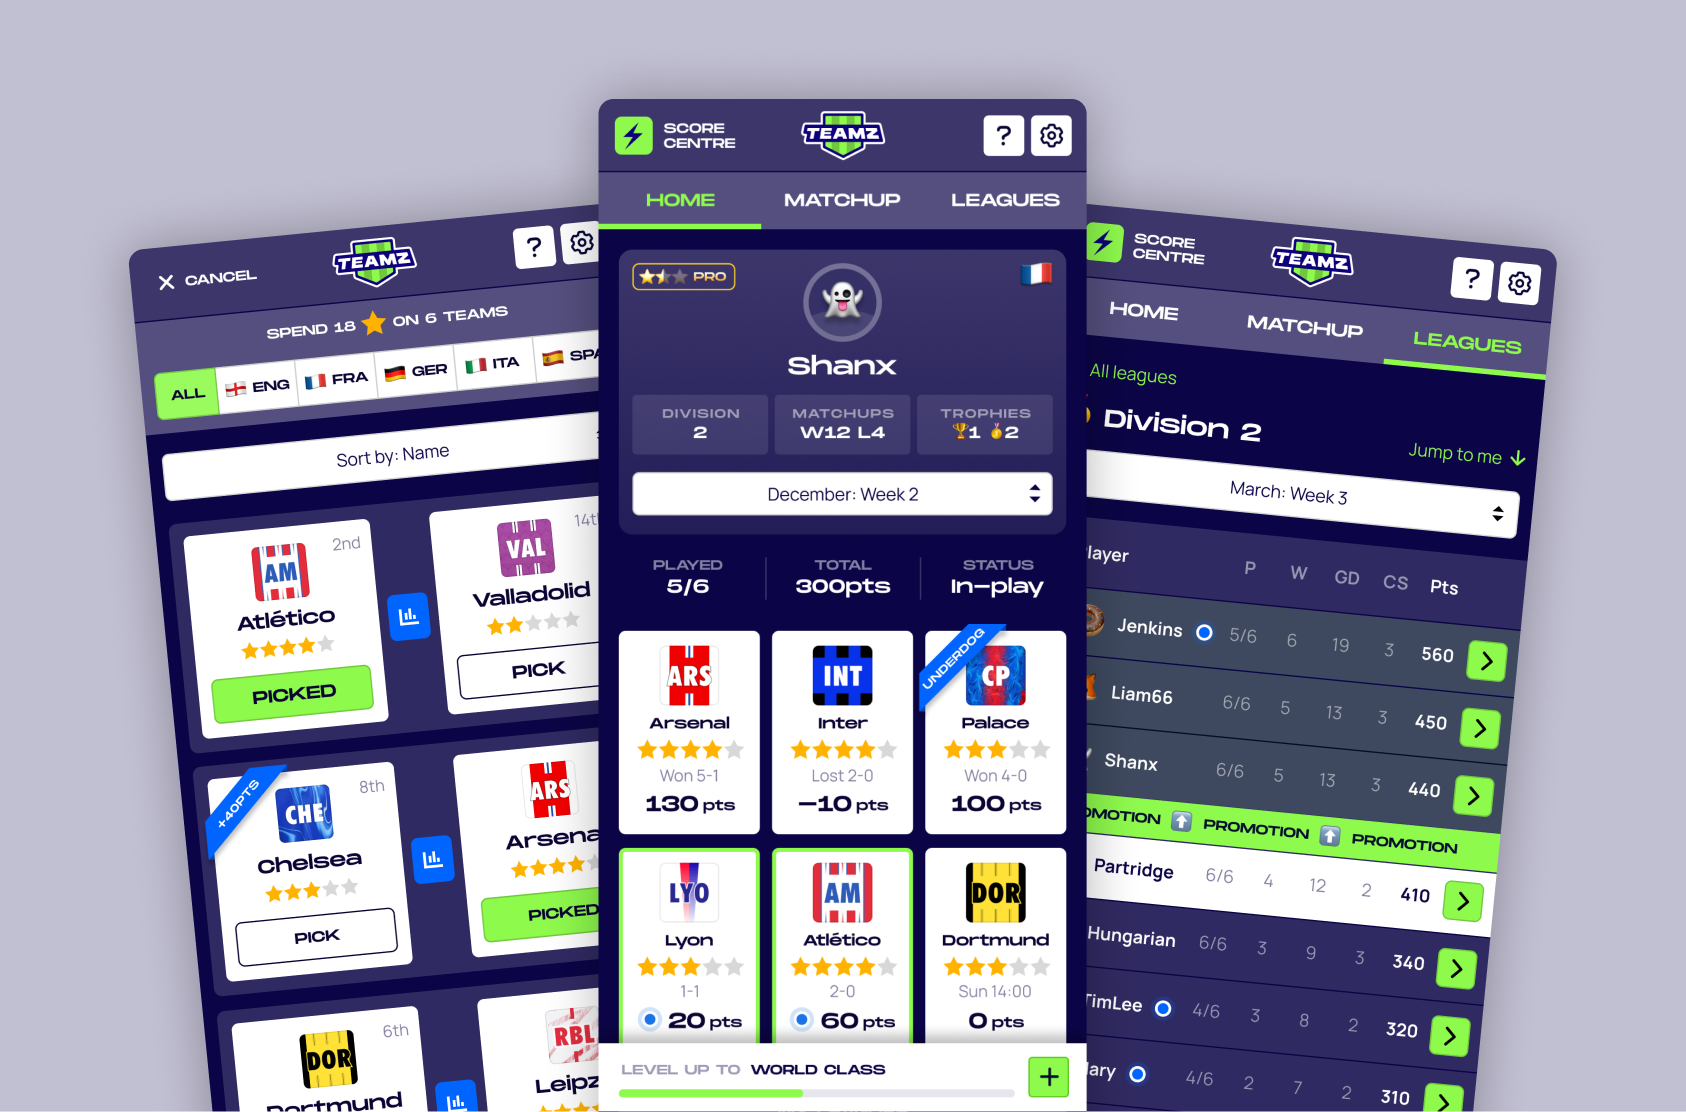 CANCEL
TEAMZ
?
SPEND 18 ON 6 TEAMS
ALL
ENG
FRA
GER
ITA
SPA
Sort by: Name
2nd
AM
Atlético
PICKED
14th
VAL
Valladolid
PICK
+40PTS
8th
CHE
Chelsea
PICK
ARS
Arsena
PICKED
6th
DOR
Dortmund
RBL
Leipz
SCORE
CENTRE
TEAMZ
?
HOME
MATCHUP
LEAGUES
PRO
Shanx
DIVISION
2
MATCHUPS
W12 L4
TROPHIES
1 2
December: Week 2
PLAYED
5/6
TOTAL
300pts
STATUS
In-play
ARS
Arsenal
Won 5-1
130 pts
INT
Inter
Lost 2-0
-10 pts
UNDERDOG
CP
Palace
Won 4-0
100 pts
LYO
Lyon
1-1
20 pts
AM
Atlético
2-0
60 pts
DOR
Dortmund
Sun 14:00
0 pts
LEVEL UP TO WORLD CLASS
SCORE
CENTRE
TEAMZ
?
HOME
MATCHUP
LEAGUES
All leagues
Division 2
Jump to me
March: Week 3
layer P W GD CS Pts
Jenkins 5/6 6 19 3 560
Liam66 6/6 5 13 3 450
Shanx 6/6 5 13 3 440
OMOTION PROMOTION PROMOTION
Partridge 6/6 4 12 2 410
Hungarian 6/6 3 9 3 340
TimLee 4/6 3 8 2 320
ary 4/6 2 7 2 310